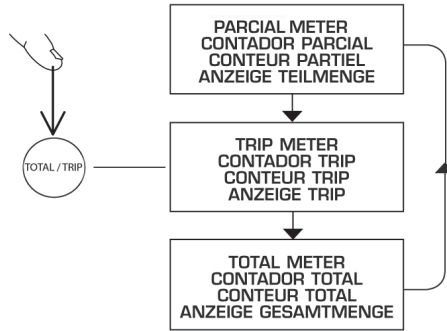 PARCIAL METER
CONTADOR PARCIAL
CONTEUR PARTIEL
ANZEIGE TEILMENGE
TOTAL / TRIP
TRIP METER
CONTADOR TRIP
CONTEUR TRIP
ANZEIGE TRIP
TOTAL METER
CONTADOR TOTAL
CONTEUR TOTAL
ANZEIGE GESAMTMENGE